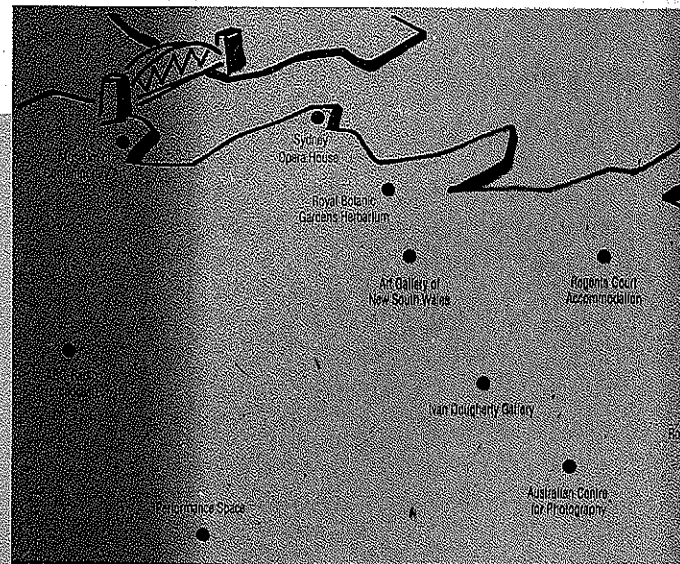 Sydney
Opera House
Royal Botanic
Gardens Herbarium
Art Gallery of
New South Wales
Regents Court
Accommodation
Ivan Dougherty Gallery
Australian Centre
for Photography
Performance Space